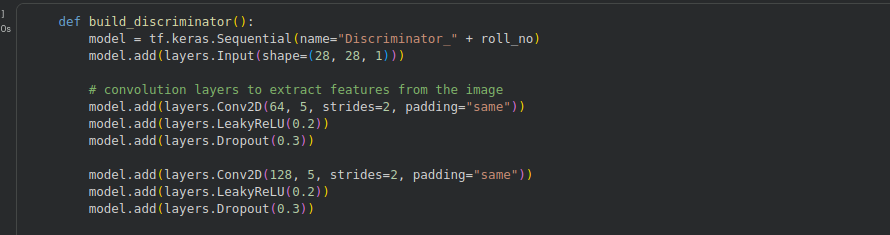 ]
0s
def build_discriminator():
    model = tf.keras.Sequential(name="Discriminator_" + roll_no)
    model.add(layers.Input(shape=(28, 28, 1)))

    # convolution layers to extract features from the image
    model.add(layers.Conv2D(64, 5, strides=2, padding="same"))
    model.add(layers.LeakyReLU(0.2))
    model.add(layers.Dropout(0.3))

    model.add(layers.Conv2D(128, 5, strides=2, padding="same"))
    model.add(layers.LeakyReLU(0.2))
    model.add(layers.Dropout(0.3))